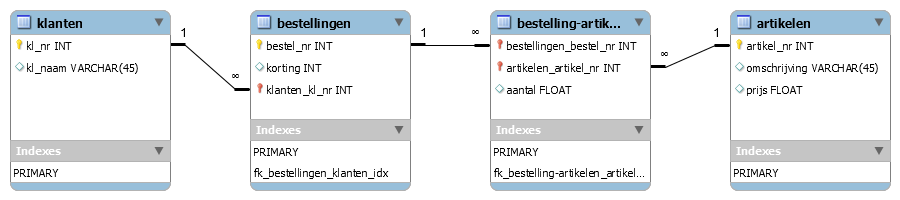 klanten
kl_nr INT
kl_naam VARCHAR(45)
Indexes
PRIMARY
1
∞
bestellingen
bestel_nr INT
korting INT
klanten_kl_nr INT
Indexes
PRIMARY
fk_bestellingen_klanten_idx
1
∞
bestelling-artik...
bestellingen_bestel_nr INT
artikelen_artikel_nr INT
aantal FLOAT
Indexes
PRIMARY
fk_bestelling-artikelen_artikel...
∞
1
artikelen
artikel_nr INT
omschrijving VARCHAR(45)
prijs FLOAT
Indexes
PRIMARY